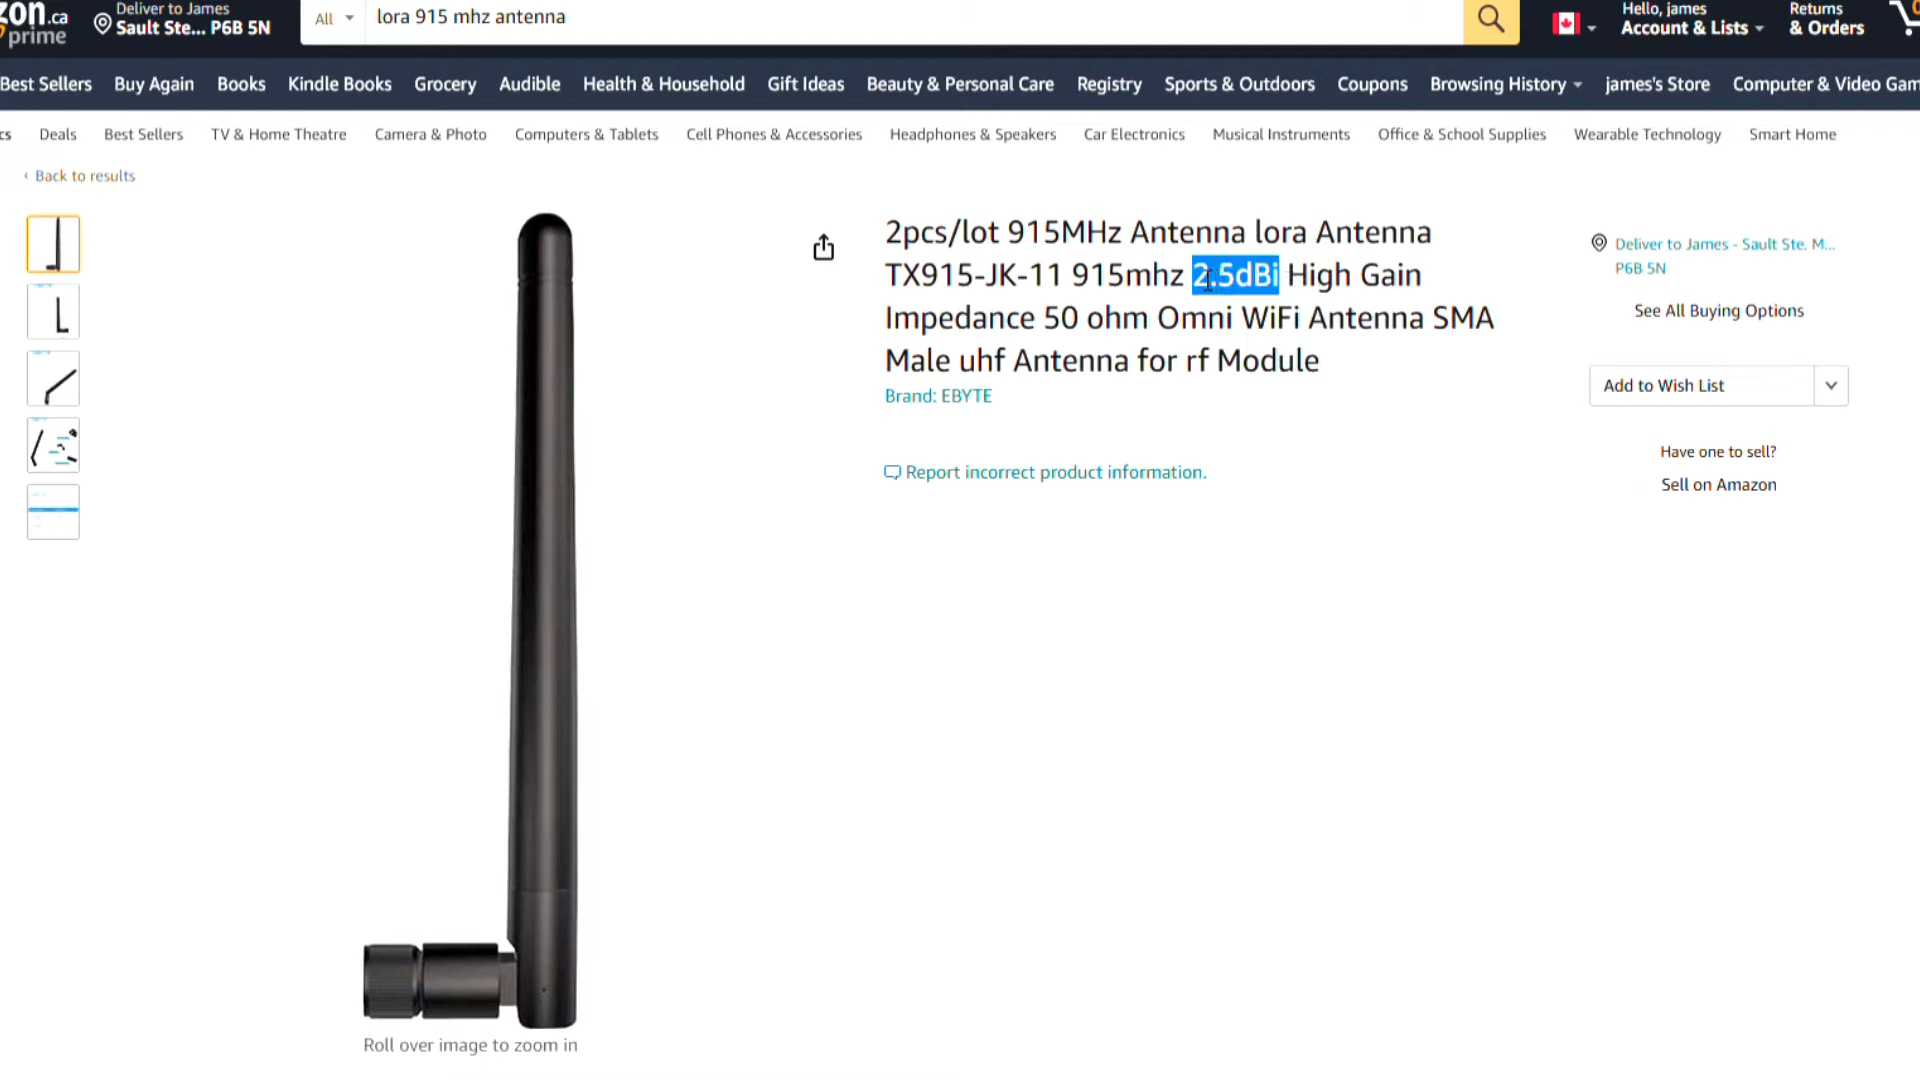 zon.ca
prime
Deliver to James
Sault Ste... P6B 5N
All
lora 915 mhz antenna
Hello, james
Account & Lists
Returns
& Orders
Best Sellers Buy Again Books Kindle Books Grocery Audible Health & Household Gift Ideas Beauty & Personal Care Registry Sports & Outdoors Coupons Browsing History james's Store Computer & Video Gam
cs Deals Best Sellers TV & Home Theatre Camera & Photo Computers & Tablets Cell Phones & Accessories Headphones & Speakers Car Electronics Musical Instruments Office & School Supplies Wearable Technology Smart Home
‹ Back to results
2pcs/lot 915MHz Antenna lora Antenna
TX915-JK-11 915mhz 2.5dBi High Gain
Impedance 50 ohm Omni WiFi Antenna SMA
Male uhf Antenna for rf Module
Brand: EBYTE
Report incorrect product information.
Deliver to James - Sault Ste. M...
P6B 5N
See All Buying Options
Add to Wish List
Have one to sell?
Sell on Amazon
Roll over image to zoom in